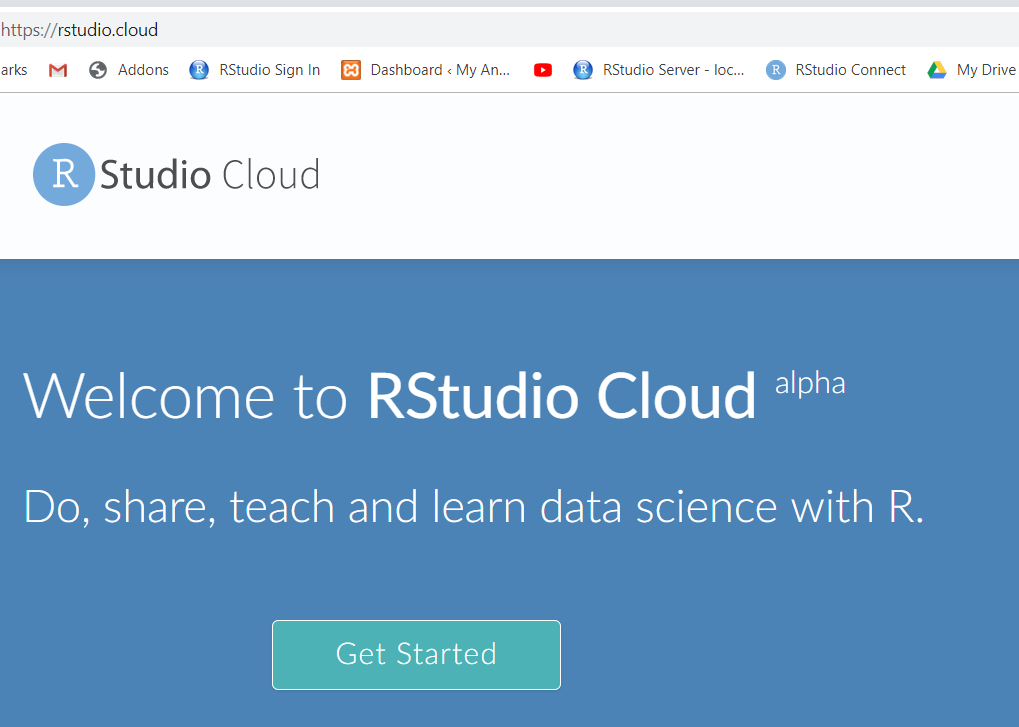 https://rstudio.cloud
arks Addons RStudio Sign In Dashboard ‹ My An... RStudio Server - loc... RStudio Connect My Drive
R Studio Cloud
Welcome to RStudio Cloud alpha
Do, share, teach and learn data science with R.
Get Started